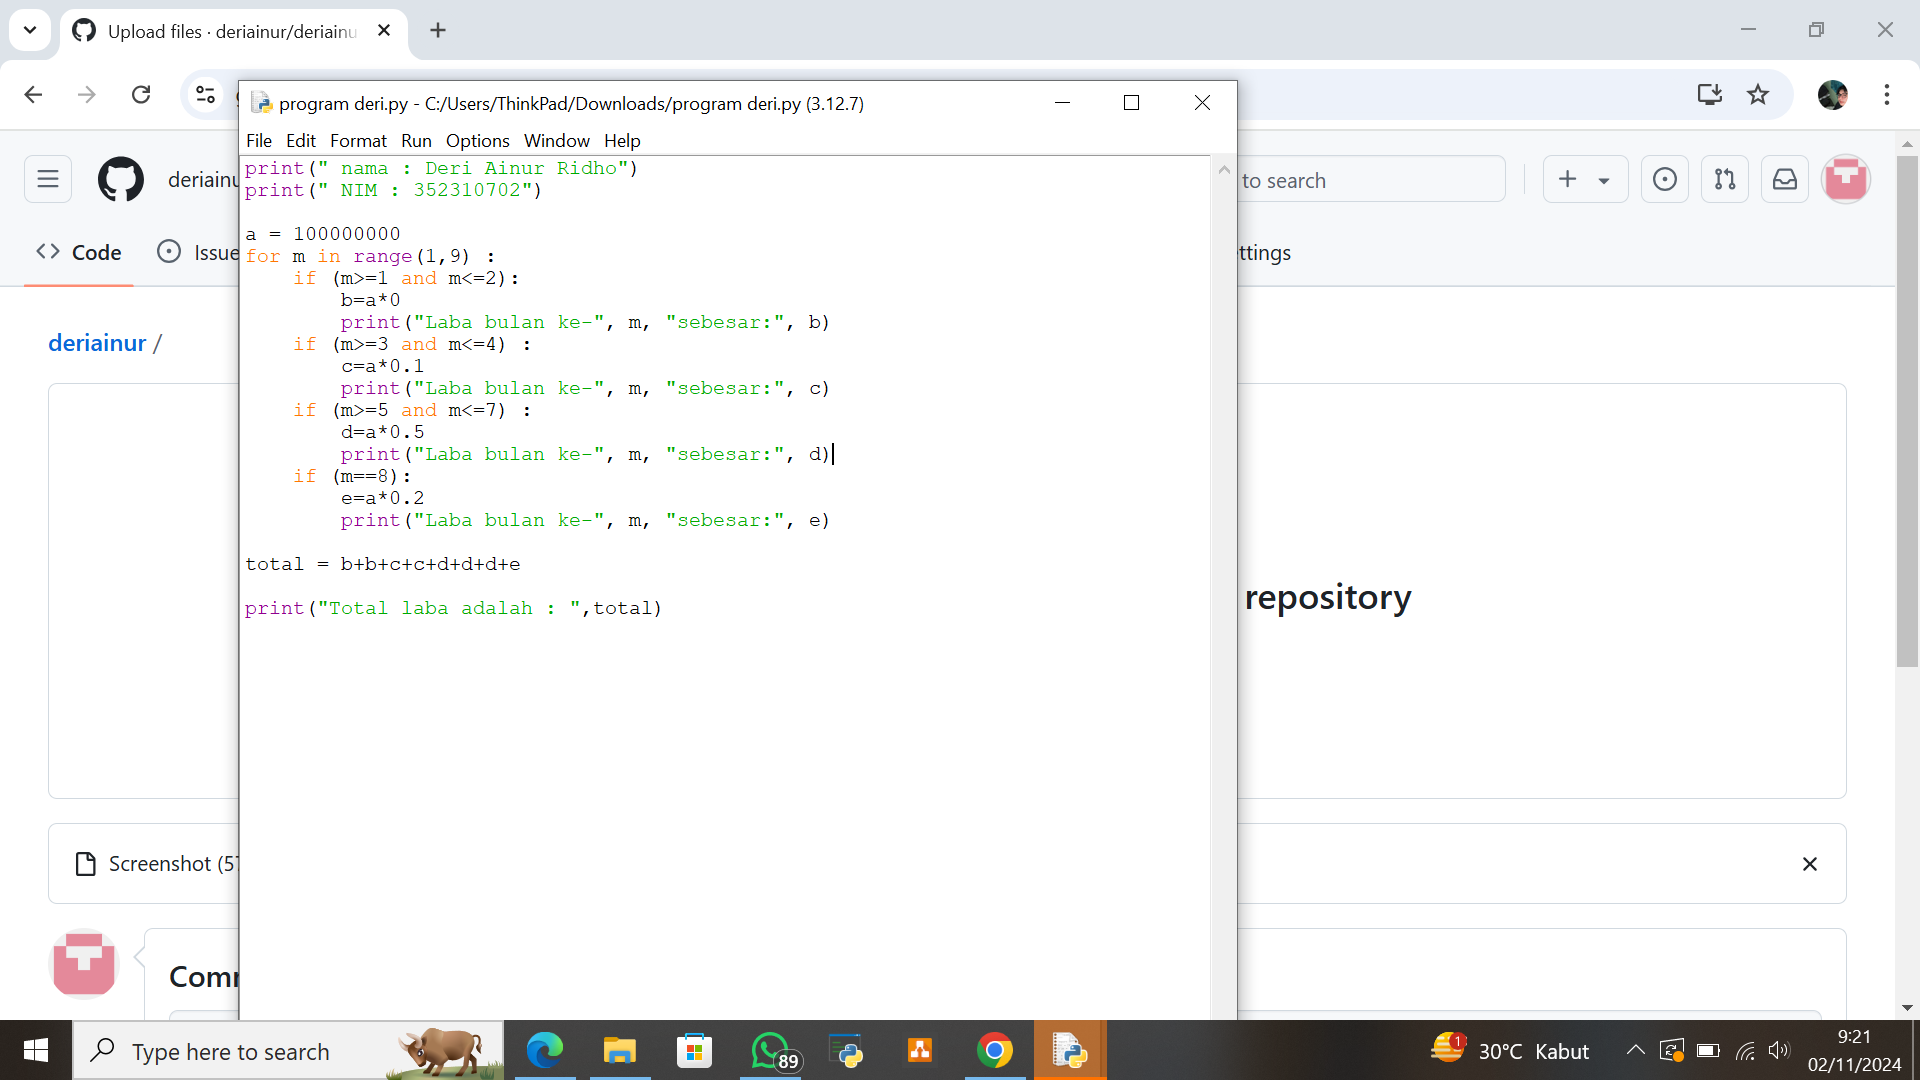 Upload files · deriainur/deriainu
program deri.py - C:/Users/ThinkPad/Downloads/program deri.py (3.12.7)
File Edit Format Run Options Window Help
print(" nama : Deri Ainur Ridho")
print(" NIM : 352310702")
a = 100000000
for m in range(1,9) :
if (m>=1 and m<=2):
b=a*0
print("Laba bulan ke-", m, "sebesar:", b)
if (m>=3 and m<=4) :
c=a*0.1
print("Laba bulan ke-", m, "sebesar:", c)
if (m>=5 and m<=7) :
d=a*0.5
print("Laba bulan ke-", m, "sebesar:", d)
if (m==8):
e=a*0.2
print("Laba bulan ke-", m, "sebesar:", e)
total = b+b+c+c+d+d+d+e
print("Total laba adalah : ",total)
deriainu
to search
Code Issue ttings
deriainur /
repository
Screenshot (57
Comm
Type here to search
89
1
30°C Kabut
9:21
02/11/2024